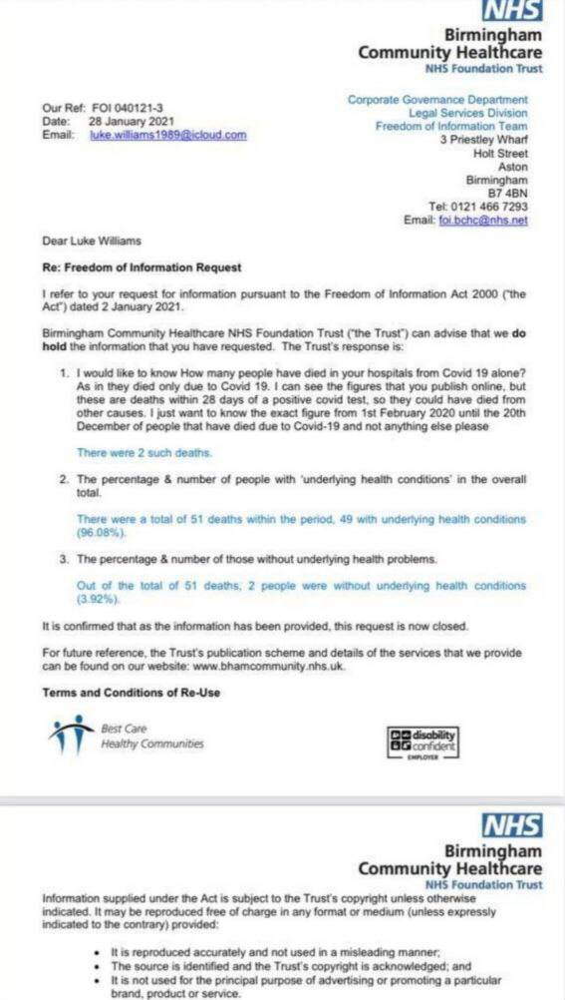 NHS
Birmingham
Community Healthcare
NHS Foundation Trust
Our Ref: FOI 040121-3
Date: 28 January 2021
Email: luke.williams1989@icloud.com
Corporate Governance Department
Legal Services Division
Freedom of Information Team
3 Priestley Wharf
Holt Street
Aston
Birmingham
B7 4BN
Tel: 0121 466 7293
Email: foi.bchc@nhs.net
Dear Luke Williams
Re: Freedom of Information Request
I refer to your request for information pursuant to the Freedom of Information Act 2000 ("the
Act") dated 2 January 2021.
Birmingham Community Healthcare NHS Foundation Trust ("the Trust") can advise that we do
hold the information that you have requested. The Trust's response is:
1. I would like to know How many people have died in your hospitals from Covid 19 alone?
As in they died only due to Covid 19. I can see the figures that you publish online, but
these are deaths within 28 days of a positive covid test, so they could have died from
other causes. I just want to know the exact figure from 1st February 2020 until the 20th
December of people that have died due to Covid-19 and not anything else please
There were 2 such deaths.
2. The percentage & number of people with 'underlying health conditions' in the overall
total.
There were a total of 51 deaths within the period, 49 with underlying health conditions
(96.08%).
3. The percentage & number of those without underlying health problems.
Out of the total of 51 deaths, 2 people were without underlying health conditions
(3.92%).
It is confirmed that as the information has been provided, this request is now closed.
For future reference, the Trust's publication scheme and details of the services that we provide
can be found on our website: www.bhamcommunity.nhs.uk.
Terms and Conditions of Re-Use
Best Care
Healthy Communities
disability
confident
EMPLOYER
NHS
Birmingham
Community Healthcare
NHS Foundation Trust
Information supplied under the Act is subject to the Trust's copyright unless otherwise
indicated. It may be reproduced free of charge in any format or medium (unless expressly
indicated to the contrary) provided:
• It is reproduced accurately and not used in a misleading manner;
• The source is identified and the Trust's copyright is acknowledged; and
• It is not used for the principal purpose of advertising or promoting a particular
brand, product or service.